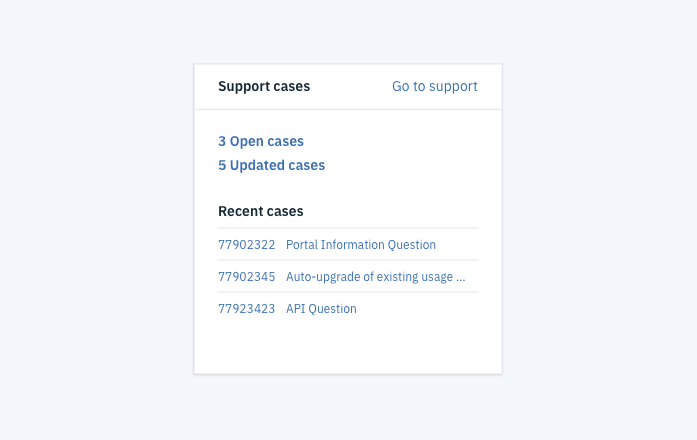 Support cases Go to support
3 Open cases
5 Updated cases
Recent cases
77902322 Portal Information Question
77902345 Auto-upgrade of existing usage ...
77923423 API Question